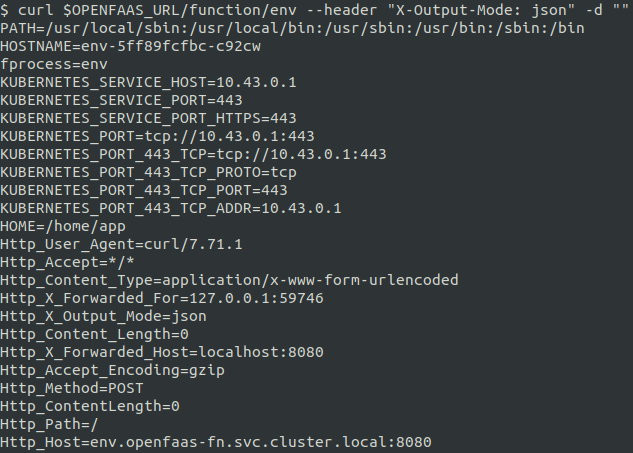 $ curl $OPENFAAS_URL/function/env --header "X-Output-Mode: json" -d ""
PATH=/usr/local/sbin:/usr/local/bin:/usr/sbin:/usr/bin:/sbin:/bin
HOSTNAME=env-5ff89fcfbc-c92cw
fprocess=env
KUBERNETES_SERVICE_HOST=10.43.0.1
KUBERNETES_SERVICE_PORT=443
KUBERNETES_SERVICE_PORT_HTTPS=443
KUBERNETES_PORT=tcp://10.43.0.1:443
KUBERNETES_PORT_443_TCP=tcp://10.43.0.1:443
KUBERNETES_PORT_443_TCP_PROTO=tcp
KUBERNETES_PORT_443_TCP_PORT=443
KUBERNETES_PORT_443_TCP_ADDR=10.43.0.1
HOME=/home/app
Http_User_Agent=curl/7.71.1
Http_Accept=*/*
Http_Content_Type=application/x-www-form-urlencoded
Http_X_Forwarded_For=127.0.0.1:59746
Http_X_Output_Mode=json
Http_Content_Length=0
Http_X_Forwarded_Host=localhost:8080
Http_Accept_Encoding=gzip
Http_Method=POST
Http_ContentLength=0
Http_Path=/
Http_Host=env.openfaas-fn.svc.cluster.local:8080